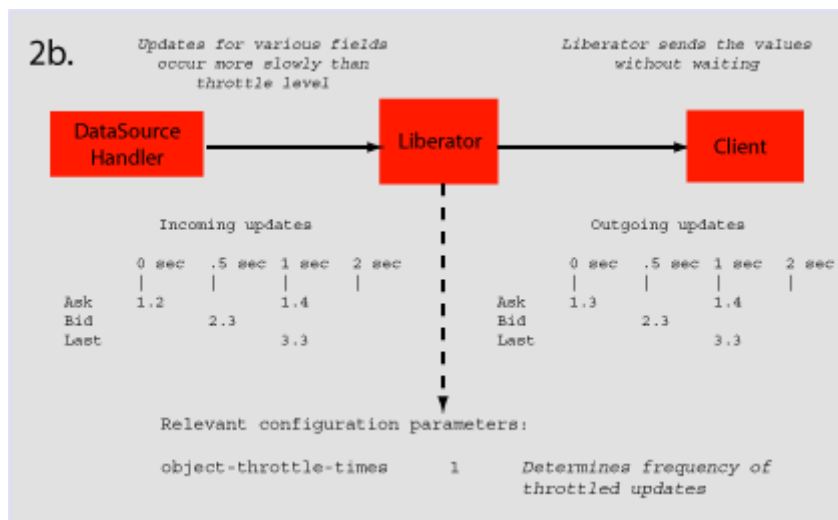 2b.
Updates for various fields
occur more slowly than
throttle level
Liberator sends the values
without waiting
DataSource
Handler
Liberator
Client
Incoming updates
0 sec .5 sec 1 sec 2 sec
Ask 1.2 1.4
Bid 2.3
Last 3.3
Outgoing updates
0 sec .5 sec 1 sec 2 sec
Ask 1.3 1.4
Bid 2.3
Last 3.3
Relevant configuration parameters:
object-throttle-times 1 Determines frequency of
throttled updates